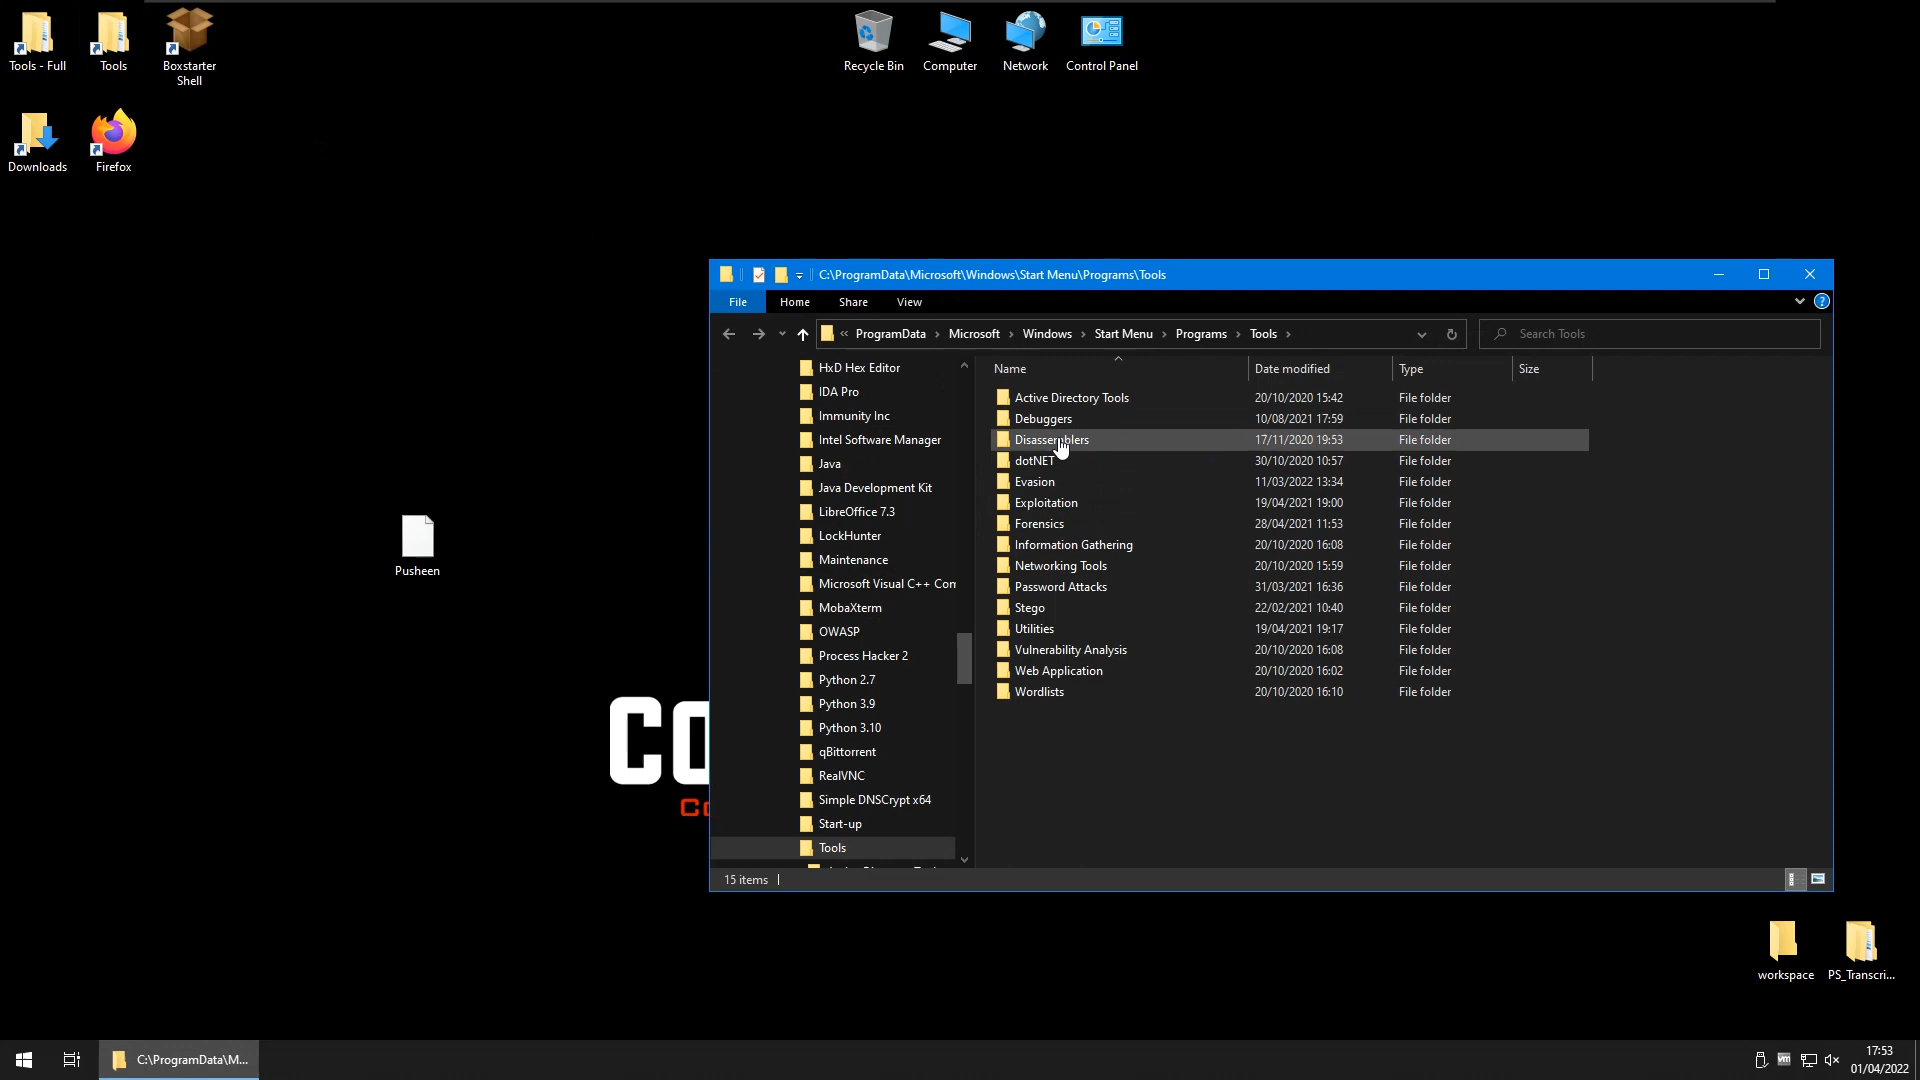 Tools - Full
Tools
Boxstarter
Shell
Recycle Bin
Computer
Network
Control Panel
Downloads
Firefox
C:\ProgramData\Microsoft\Windows\Start Menu\Programs\Tools
File
Home
Share
View
« ProgramData › Microsoft › Windows › Start Menu › Programs › Tools ›
Search Tools
Name
Date modified
Type
Size
HxD Hex Editor
IDA Pro
Immunity Inc
Intel Software Manager
Java
Java Development Kit
LibreOffice 7.3
LockHunter
Maintenance
Microsoft Visual C++ Com
MobaXterm
OWASP
Process Hacker 2
Python 2.7
Python 3.9
Python 3.10
qBittorrent
RealVNC
Simple DNSCrypt x64
Start-up
Tools
Active Directory Tools 20/10/2020 15:42 File folder
Debuggers 10/08/2021 17:59 File folder
Disassemblers 17/11/2020 19:53 File folder
dotNET 30/10/2020 10:57 File folder
Evasion 11/03/2022 13:34 File folder
Exploitation 19/04/2021 19:00 File folder
Forensics 28/04/2021 11:53 File folder
Information Gathering 20/10/2020 16:08 File folder
Networking Tools 20/10/2020 15:59 File folder
Password Attacks 31/03/2021 16:36 File folder
Stego 22/02/2021 10:40 File folder
Utilities 19/04/2021 19:17 File folder
Vulnerability Analysis 20/10/2020 16:08 File folder
Web Application 20/10/2020 16:02 File folder
Wordlists 20/10/2020 16:10 File folder
15 items
Pusheen
CO
Co
workspace
PS_Transcri...
C:\ProgramData\M...
vm
17:53
01/04/2022